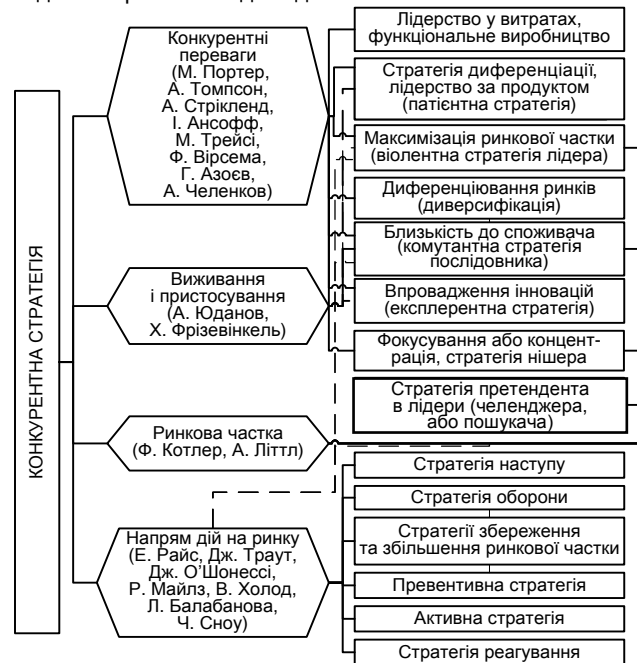 КОНКУРЕНТНА СТРАТЕГІЯ
Конкурентні
переваги
(М. Портер,
А. Томпсон,
А. Стрікленд,
І. Ансофф,
М. Трейсі,
Ф. Вірсема,
Г. Азоєв,
А. Челенков)
Виживання
і пристосування
(А. Юданов,
Х. Фрізевінкель)
Ринкова частка
(Ф. Котлер, А. Літтл)
Напрям дій на ринку
(Е. Райс, Дж. Траут,
Дж. О’Шонессі,
Р. Майлз, В. Холод,
Л. Балабанова,
Ч. Сноу)
Лідерство у витратах,
функціональне виробництво
Стратегія диференціації,
лідерство за продуктом
(патієнтна стратегія)
Максимізація ринкової частки
(віолентна стратегія лідера)
Диференціювання ринків
(диверсифікація)
Близькість до споживача
(комутантна стратегія
послідовника)
Впровадження інновацій
(експлерентна стратегія)
Фокусування або концент-
рація, стратегія нішера
Стратегія претендента
в лідери (челенджера,
або пошукача)
Стратегія наступу
Стратегія оборони
Стратегії збереження
та збільшення ринкової частки
Превентивна стратегія
Активна стратегія
Стратегія реагування